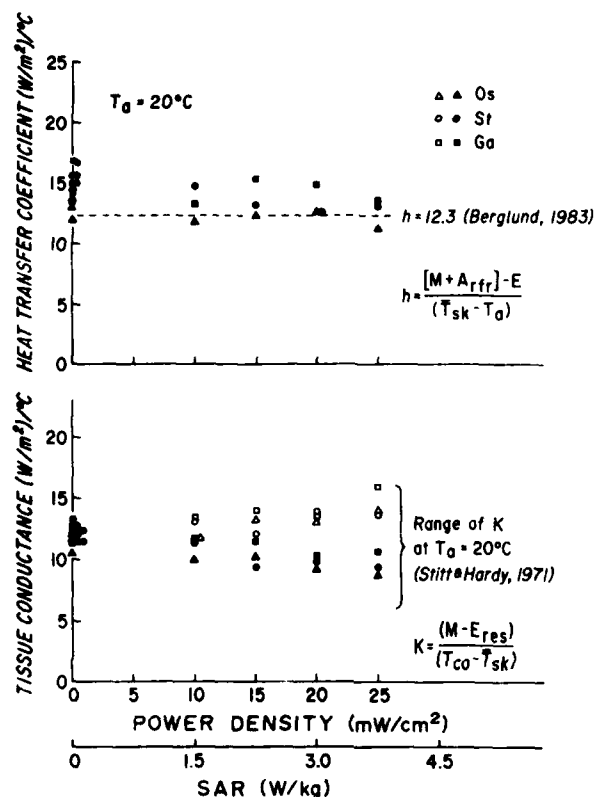 HEAT TRANSFER COEFFICIENT (W/m²)/°C
25
20
15
10
5
0
Ta = 20°C
△ ▲ Os
○ ● St
□ ■ Ga
h=12.3 (Berglund, 1983)
h = [M + Arfr] - E / (T̄sk - Ta)
TISSUE CONDUCTANCE (W/m²)/°C
20
15
10
5
0
Range of K
at Ta = 20°C
(Stitt & Hardy, 1971)
K = (M - Eres) / (Tco - T̄sk)
0 10 15 20 25
POWER DENSITY (mW/cm²)
0 1.5 3.0 4.5
SAR (W/kg)